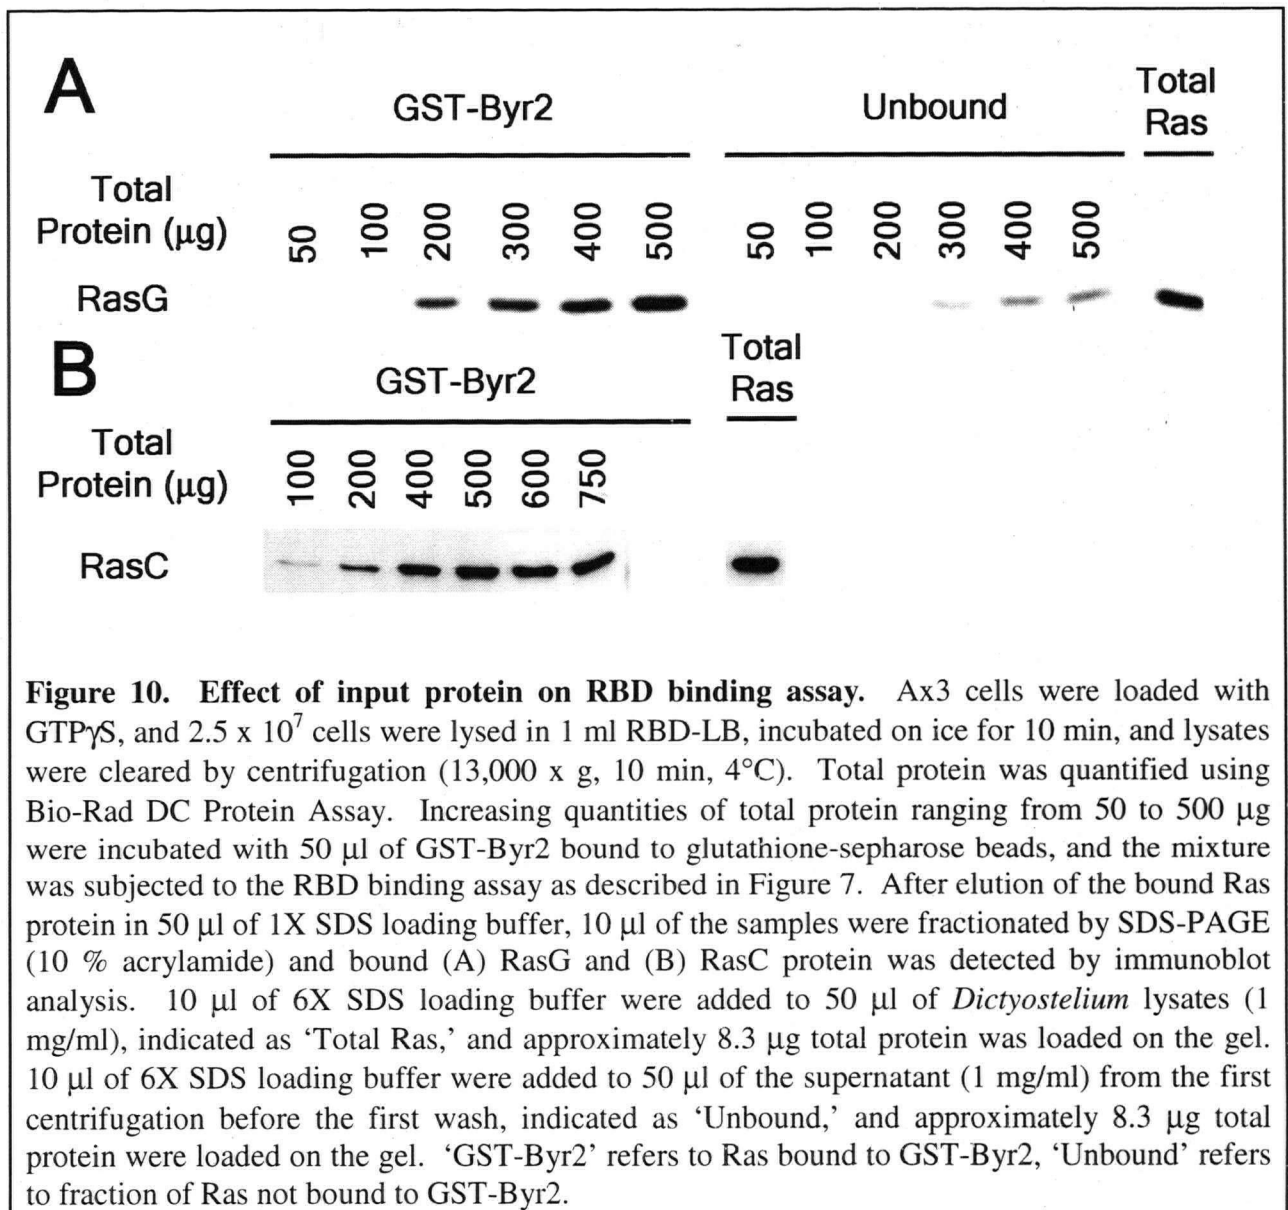 A
GST-Byr2
Unbound
Total
Ras
Total
Protein (μg)
50 100 200 300 400 500 50 100 200 300 400 500
RasG
B
GST-Byr2
Total
Ras
Total
Protein (μg)
100 200 400 500 600 750
RasC
Figure 10. Effect of input protein on RBD binding assay. Ax3 cells were loaded with
GTPγS, and 2.5 x 10⁷ cells were lysed in 1 ml RBD-LB, incubated on ice for 10 min, and lysates
were cleared by centrifugation (13,000 x g, 10 min, 4°C). Total protein was quantified using
Bio-Rad DC Protein Assay. Increasing quantities of total protein ranging from 50 to 500 μg
were incubated with 50 μl of GST-Byr2 bound to glutathione-sepharose beads, and the mixture
was subjected to the RBD binding assay as described in Figure 7. After elution of the bound Ras
protein in 50 μl of 1X SDS loading buffer, 10 μl of the samples were fractionated by SDS-PAGE
(10 % acrylamide) and bound (A) RasG and (B) RasC protein was detected by immunoblot
analysis. 10 μl of 6X SDS loading buffer were added to 50 μl of Dictyostelium lysates (1
mg/ml), indicated as ‘Total Ras,’ and approximately 8.3 μg total protein was loaded on the gel.
10 μl of 6X SDS loading buffer were added to 50 μl of the supernatant (1 mg/ml) from the first
centrifugation before the first wash, indicated as ‘Unbound,’ and approximately 8.3 μg total
protein were loaded on the gel. ‘GST-Byr2’ refers to Ras bound to GST-Byr2, ‘Unbound’ refers
to fraction of Ras not bound to GST-Byr2.